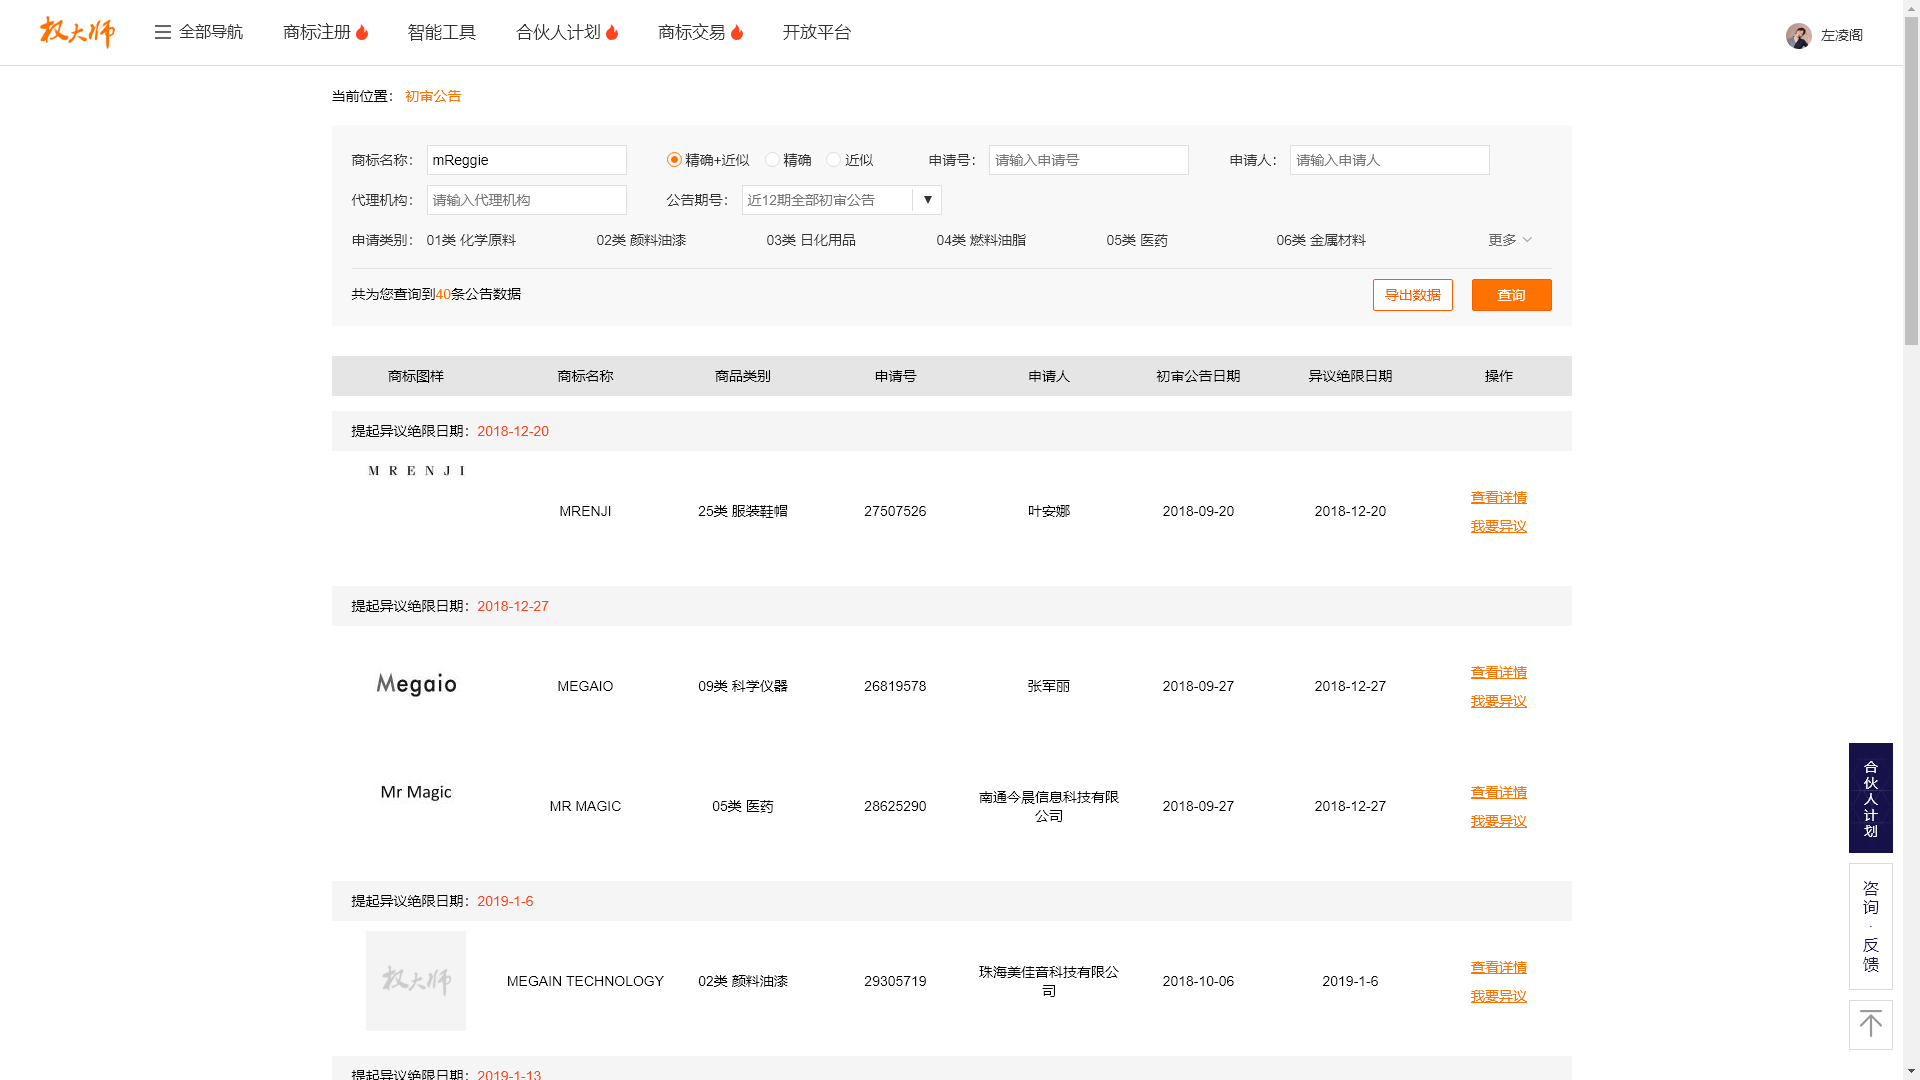 权大师
全部导航 商标注册 智能工具 合伙人计划 商标交易 开放平台 左凌阁
当前位置： 初审公告
商标名称： mReggie 精确+近似 精确 近似 申请号： 请输入申请号 申请人： 请输入申请人
代理机构： 请输入代理机构 公告期号： 近12期全部初审公告
申请类别： 01类 化学原料 02类 颜料油漆 03类 日化用品 04类 燃料油脂 05类 医药 06类 金属材料 更多
共为您查询到40条公告数据 导出数据 查询
商标图样 商标名称 商品类别 申请号 申请人 初审公告日期 异议绝限日期 操作
提起异议绝限日期：2018-12-20
MRENJI
MRENJI 25类 服装鞋帽 27507526 叶安娜 2018-09-20 2018-12-20 查看详情
我要异议
提起异议绝限日期：2018-12-27
Megaio MEGAIO 09类 科学仪器 26819578 张军丽 2018-09-27 2018-12-27 查看详情
我要异议
Mr Magic MR MAGIC 05类 医药 28625290 南通今晨信息科技有限公司 2018-09-27 2018-12-27 查看详情
我要异议
提起异议绝限日期：2019-1-6
权大师 MEGAIN TECHNOLOGY 02类 颜料油漆 29305719 珠海美佳音科技有限公司 2018-10-06 2019-1-6 查看详情
我要异议
提起异议绝限日期：2019-1-13
合伙人计划
咨询·反馈